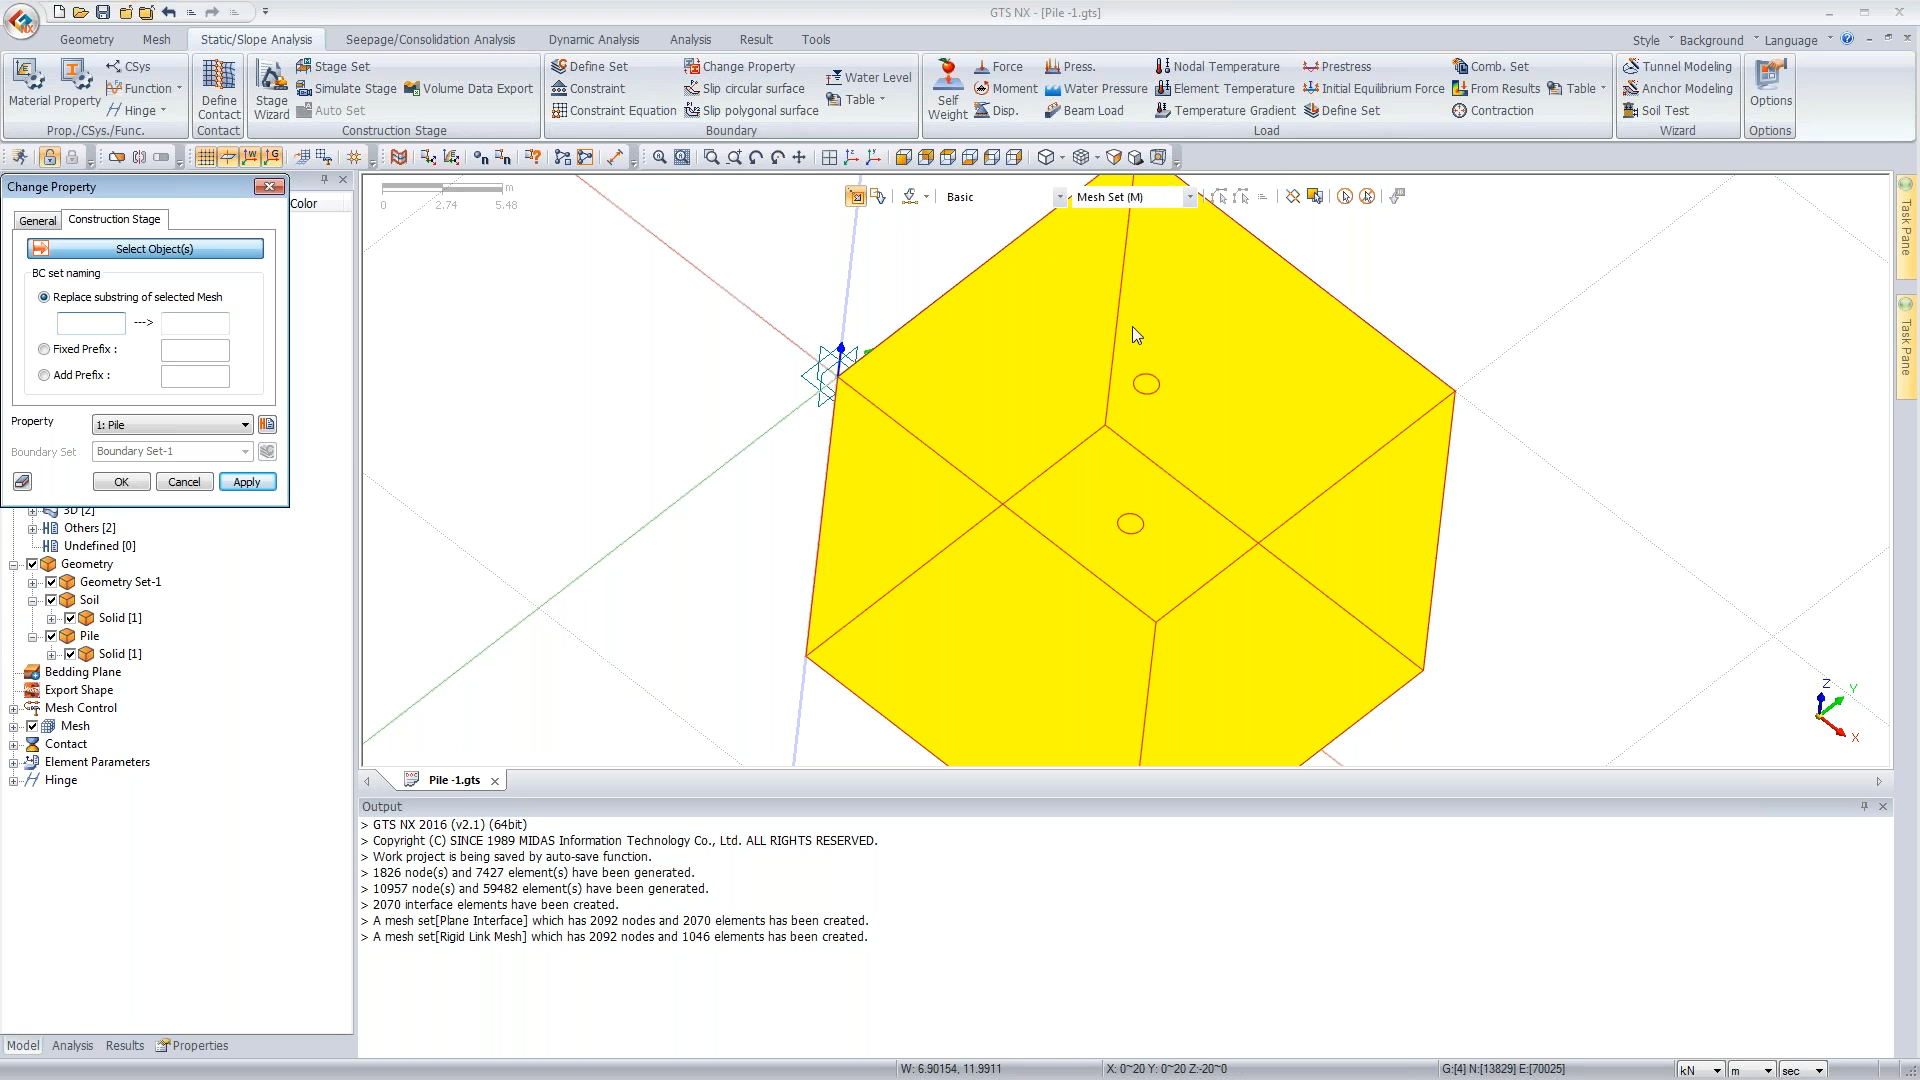 GTS NX - [Pile -1.gts]
Geometry Mesh Static/Slope Analysis Seepage/Consolidation Analysis Dynamic Analysis Analysis Result Tools
Style Background Language
CSys Stage Set Define Set Change Property Force Press. Nodal Temperature Prestress Comb. Set Tunnel Modeling
Water Level
Function Simulate Stage Volume Data Export Constraint Slip circular surface Moment Water Pressure Element Temperature Initial Equilibrium Force From Results Table Anchor Modeling
Material Property Define Contact Stage Wizard Table Self Weight Options
Hinge Auto Set Constraint Equation Slip polygonal surface Disp. Beam Load Temperature Gradient Define Set Contraction Soil Test
Prop./CSys./Func. Contact Construction Stage Boundary Load Wizard Options
Change Property
Color
General Construction Stage
Select Object(s)
BC set naming
Replace substring of selected Mesh
--->
Fixed Prefix :
Add Prefix :
Property 1: Pile
Boundary Set Boundary Set-1
OK Cancel Apply
3D [2]
Others [2]
Undefined [0]
Geometry
Geometry Set-1
Soil
Solid [1]
Pile
Solid [1]
Bedding Plane
Export Shape
Mesh Control
Mesh
Contact
Element Parameters
Hinge
m
0 2.74 5.48
Basic Mesh Set (M)
Z Y
X
Task Pane
Task Pane
Pile -1.gts
Output
> GTS NX 2016 (v2.1) (64bit)
> Copyright (C) SINCE 1989 MIDAS Information Technology Co., Ltd. ALL RIGHTS RESERVED.
> Work project is being saved by auto-save function.
> 1826 node(s) and 7427 element(s) have been generated.
> 10957 node(s) and 59482 element(s) have been generated.
> 2070 interface elements have been created.
> A mesh set[Plane Interface] which has 2092 nodes and 2070 elements has been created.
> A mesh set[Rigid Link Mesh] which has 2092 nodes and 1046 elements has been created.
Model Analysis Results Properties
W: 6.90154, 11.9911 X: 0~20 Y: 0~20 Z:-20~0 G:[4] N:[13829] E:[70025] kN m sec